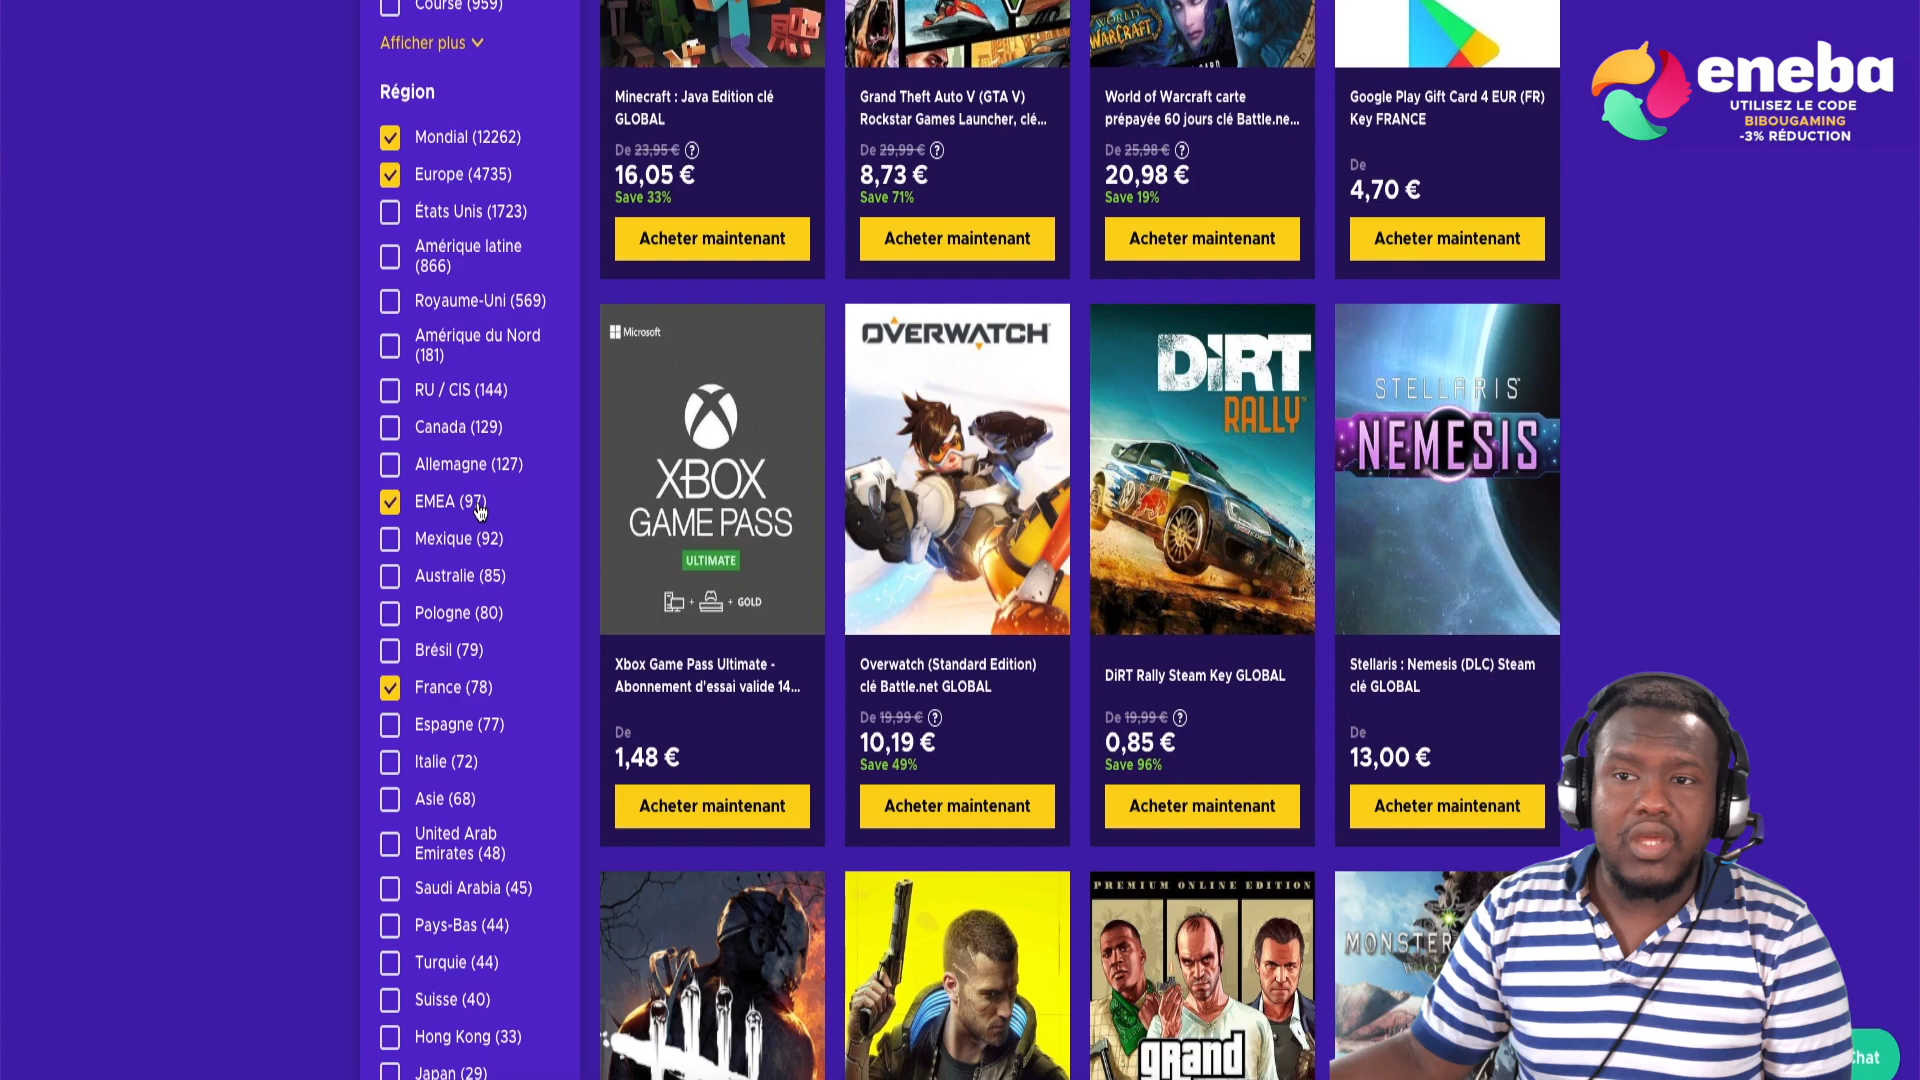 Course (959)
Afficher plus
Région
Mondial (12262)
Europe (4735)
États Unis (1723)
Amérique latine
(866)
Royaume-Uni (569)
Amérique du Nord
(181)
RU / CIS (144)
Canada (129)
Allemagne (127)
EMEA (97)
Mexique (92)
Australie (85)
Pologne (80)
Brésil (79)
France (78)
Espagne (77)
Italie (72)
Asie (68)
United Arab
Emirates (48)
Saudi Arabia (45)
Pays-Bas (44)
Turquie (44)
Suisse (40)
Hong Kong (33)
Japan (29)
Minecraft : Java Edition clé
GLOBAL
De 23,95 € ?
16,05 €
Save 33%
Acheter maintenant
V
Grand Theft Auto V (GTA V)
Rockstar Games Launcher, clé...
De 29,99 € ?
8,73 €
Save 71%
Acheter maintenant
WORLD
WARCRAFT
CARD
World of Warcraft carte
prépayée 60 jours clé Battle.ne...
De 25,98 € ?
20,98 €
Save 19%
Acheter maintenant
Google Play Gift Card 4 EUR (FR)
Key FRANCE
De
4,70 €
Acheter maintenant
Microsoft
XBOX
GAME PASS
ULTIMATE
+ + GOLD
Xbox Game Pass Ultimate -
Abonnement d'essai valide 14...
De
1,48 €
Acheter maintenant
OVERWATCH
Overwatch (Standard Edition)
clé Battle.net GLOBAL
De 19,99 € ?
10,19 €
Save 49%
Acheter maintenant
DiRT
RALLY
DiRT Rally Steam Key GLOBAL
De 19,99 € ?
0,85 €
Save 96%
Acheter maintenant
STELLARIS
NEMESIS
Stellaris : Nemesis (DLC) Steam
clé GLOBAL
De
13,00 €
Acheter maintenant
PREMIUM ONLINE EDITION
grand
MONSTER
eneba
UTILISEZ LE CODE
BIBOUGAMING
-3% RÉDUCTION
hat